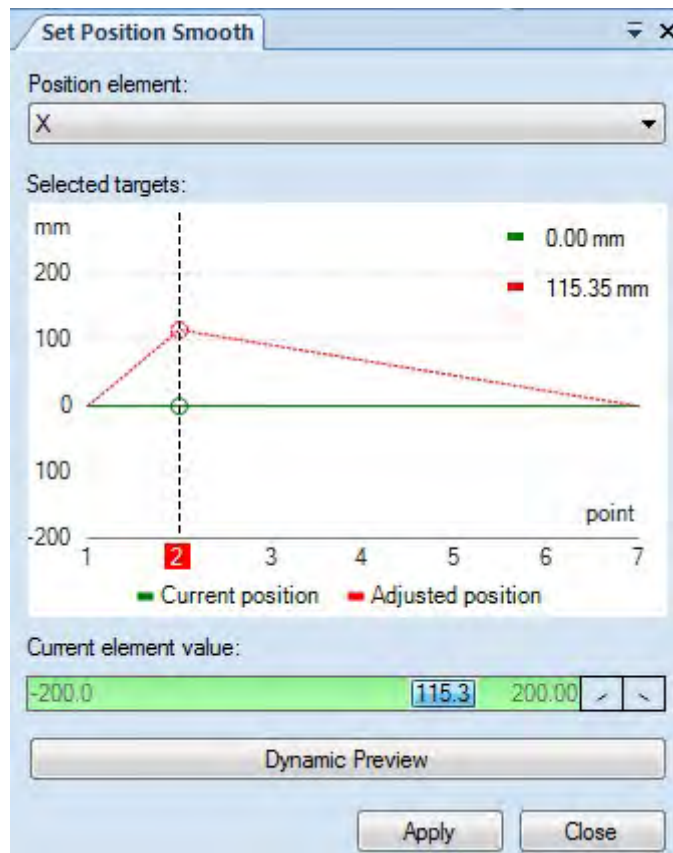 Set Position Smooth
Position element:
X
Selected targets:
mm
0.00 mm
200
115.35 mm
100
0
100
point
-200
1 2 3 4 5 6 7
Current position Adjusted position
Current element value:
-200.0 115.3 200.00
Dynamic Preview
Apply Close